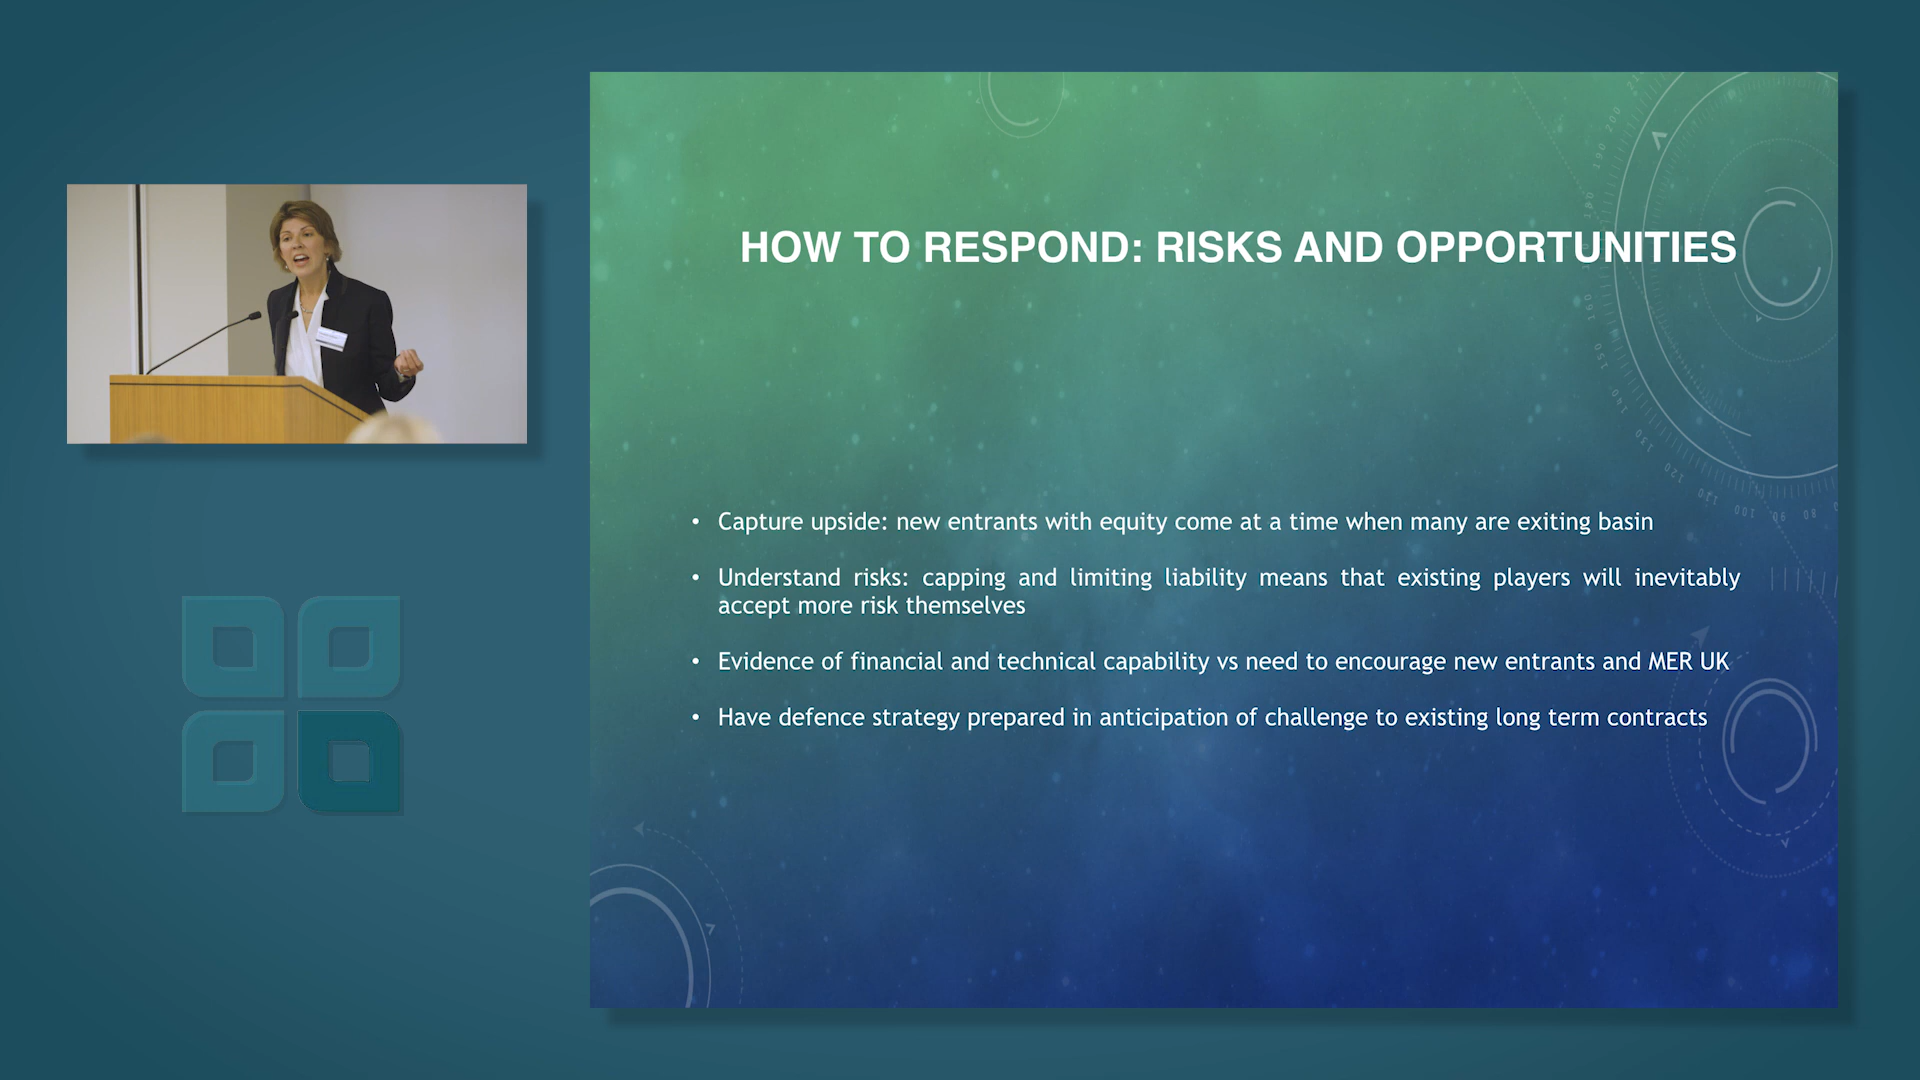 HOW TO RESPOND: RISKS AND OPPORTUNITIES
• Capture upside: new entrants with equity come at a time when many are exiting basin
• Understand risks: capping and limiting liability means that existing players will inevitably
accept more risk themselves
• Evidence of financial and technical capability vs need to encourage new entrants and MER UK
• Have defence strategy prepared in anticipation of challenge to existing long term contracts